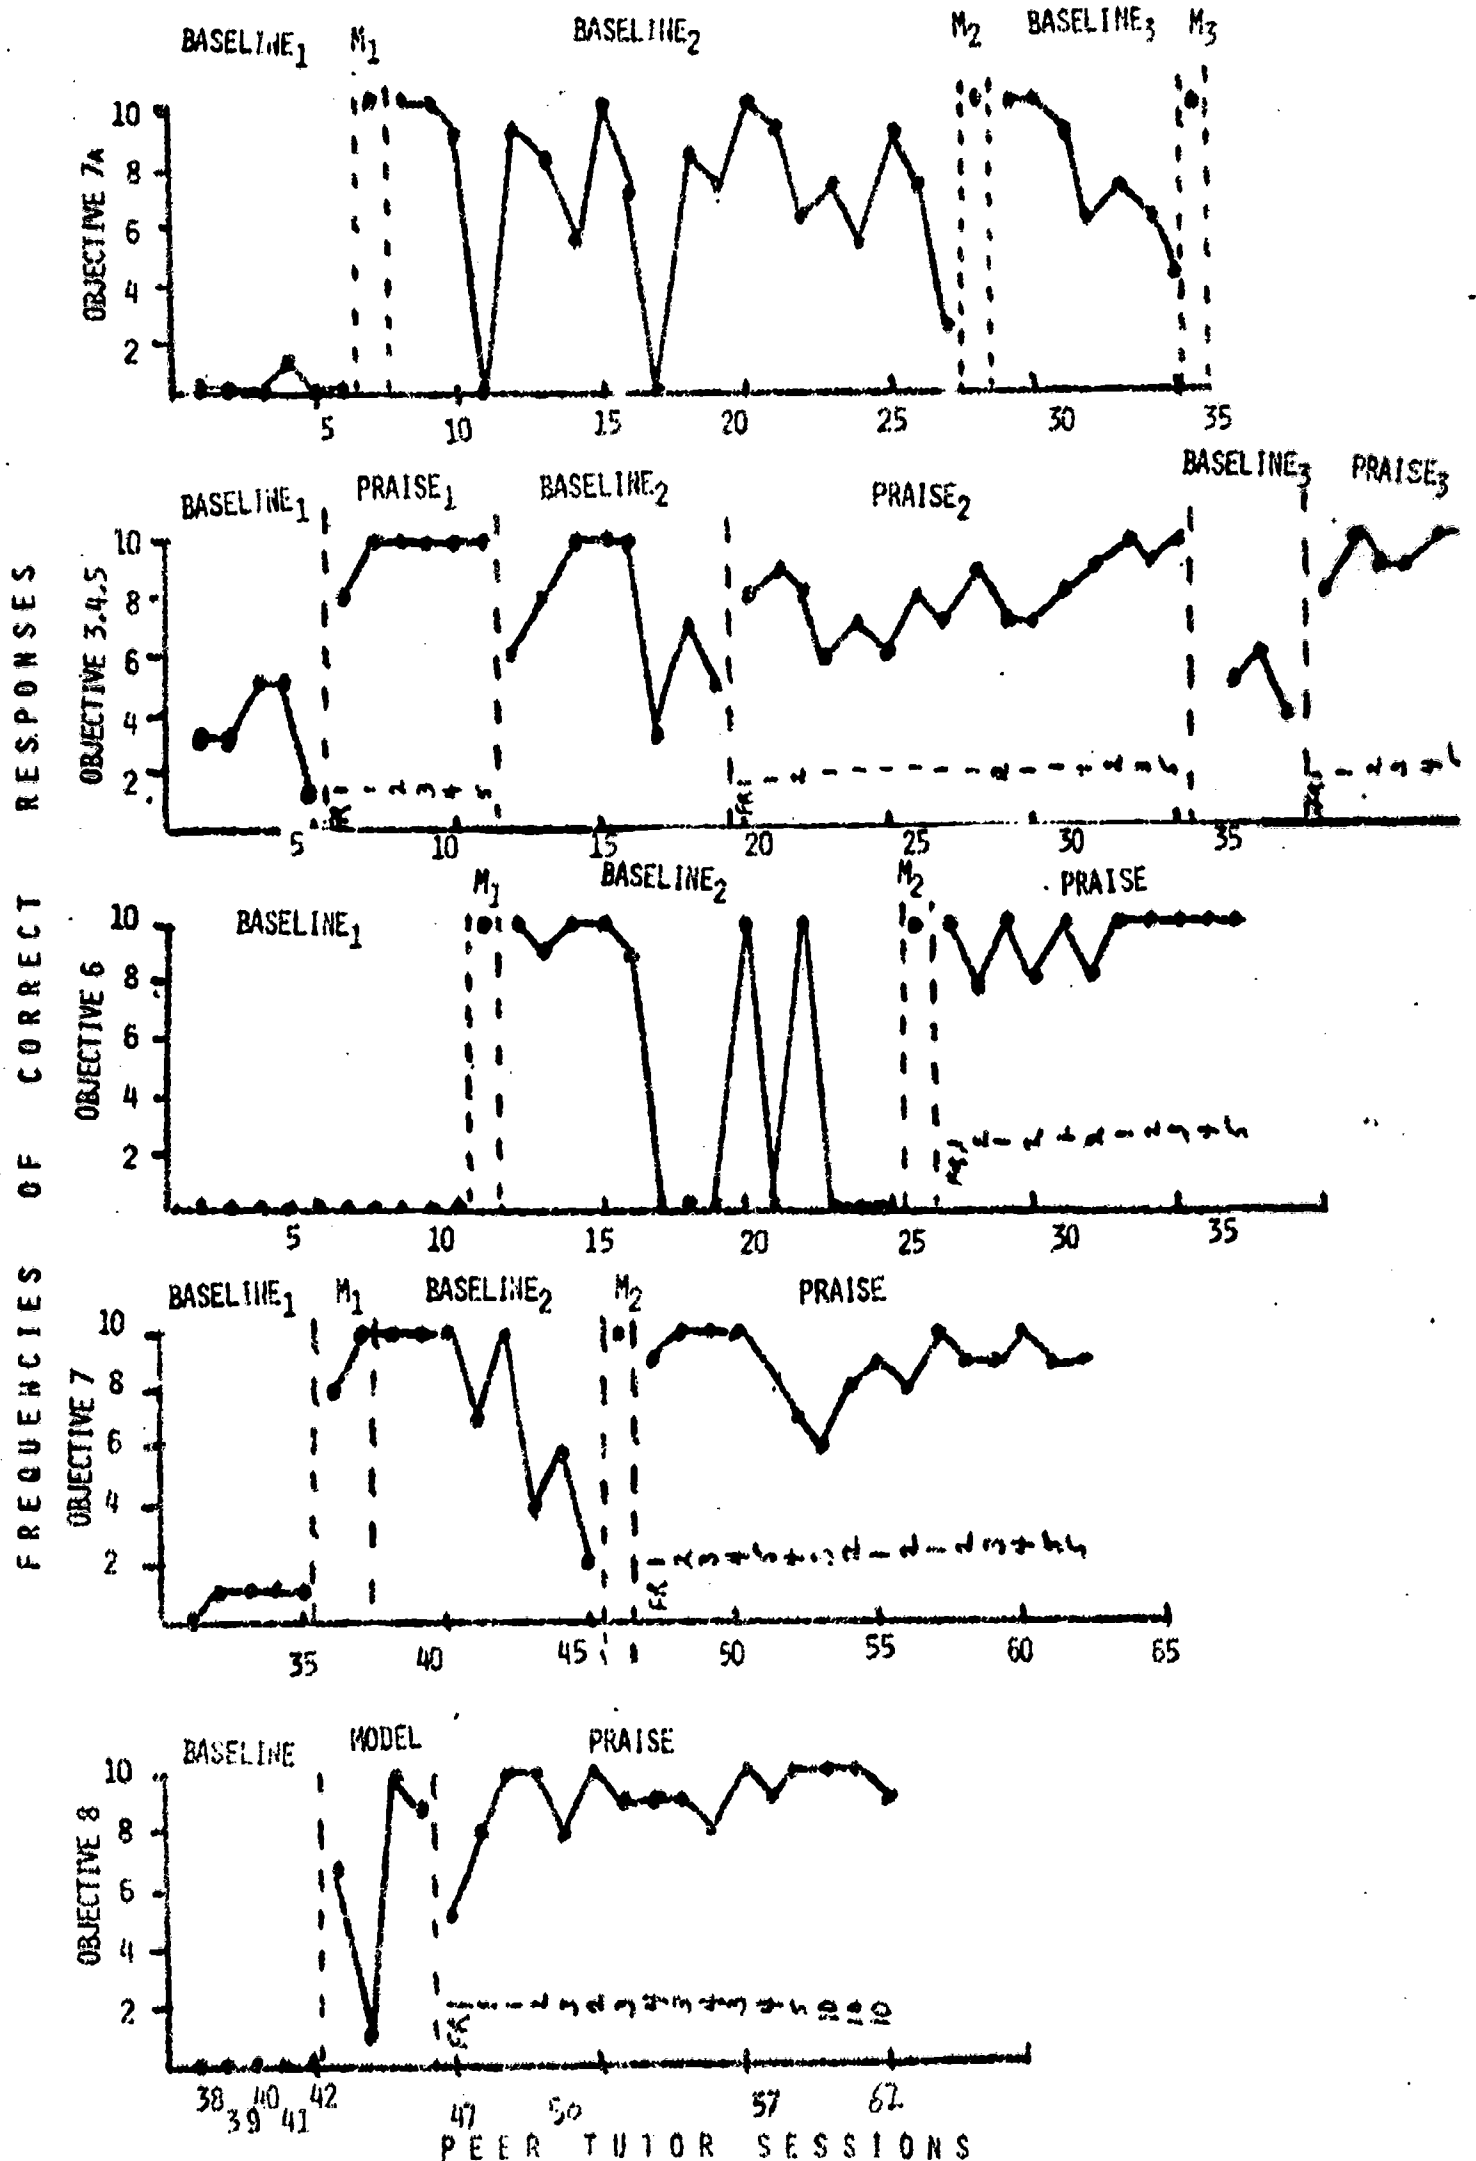 BASELINE1 M1 BASELINE2 M2 BASELINE3 M3
OBJECTIVE 7A
10
8
6
4
2
5 10 15 20 25 30 35
BASELINE1 PRAISE1 BASELINE2 PRAISE2 BASELINE3 PRAISE3
OBJECTIVE 3.4.5
10
8
6
4
2
FR FR
5 10 15 20 25 30 35
BASELINE1 M1 BASELINE2 M2 PRAISE
OBJECTIVE 6
10
8
6
4
2
5 10 15 20 25 30 35
BASELINE1 M1 BASELINE2 M2 PRAISE
OBJECTIVE 7
10
8
6
4
2
FR
35 40 45 50 55 60 65
BASELINE MODEL PRAISE
OBJECTIVE 8
10
8
6
4
2
FR
38 39 40 41 42 47 50 57 62
FREQUENCIES OF CORRECT RESPONSES
PEER TUTOR SESSIONS